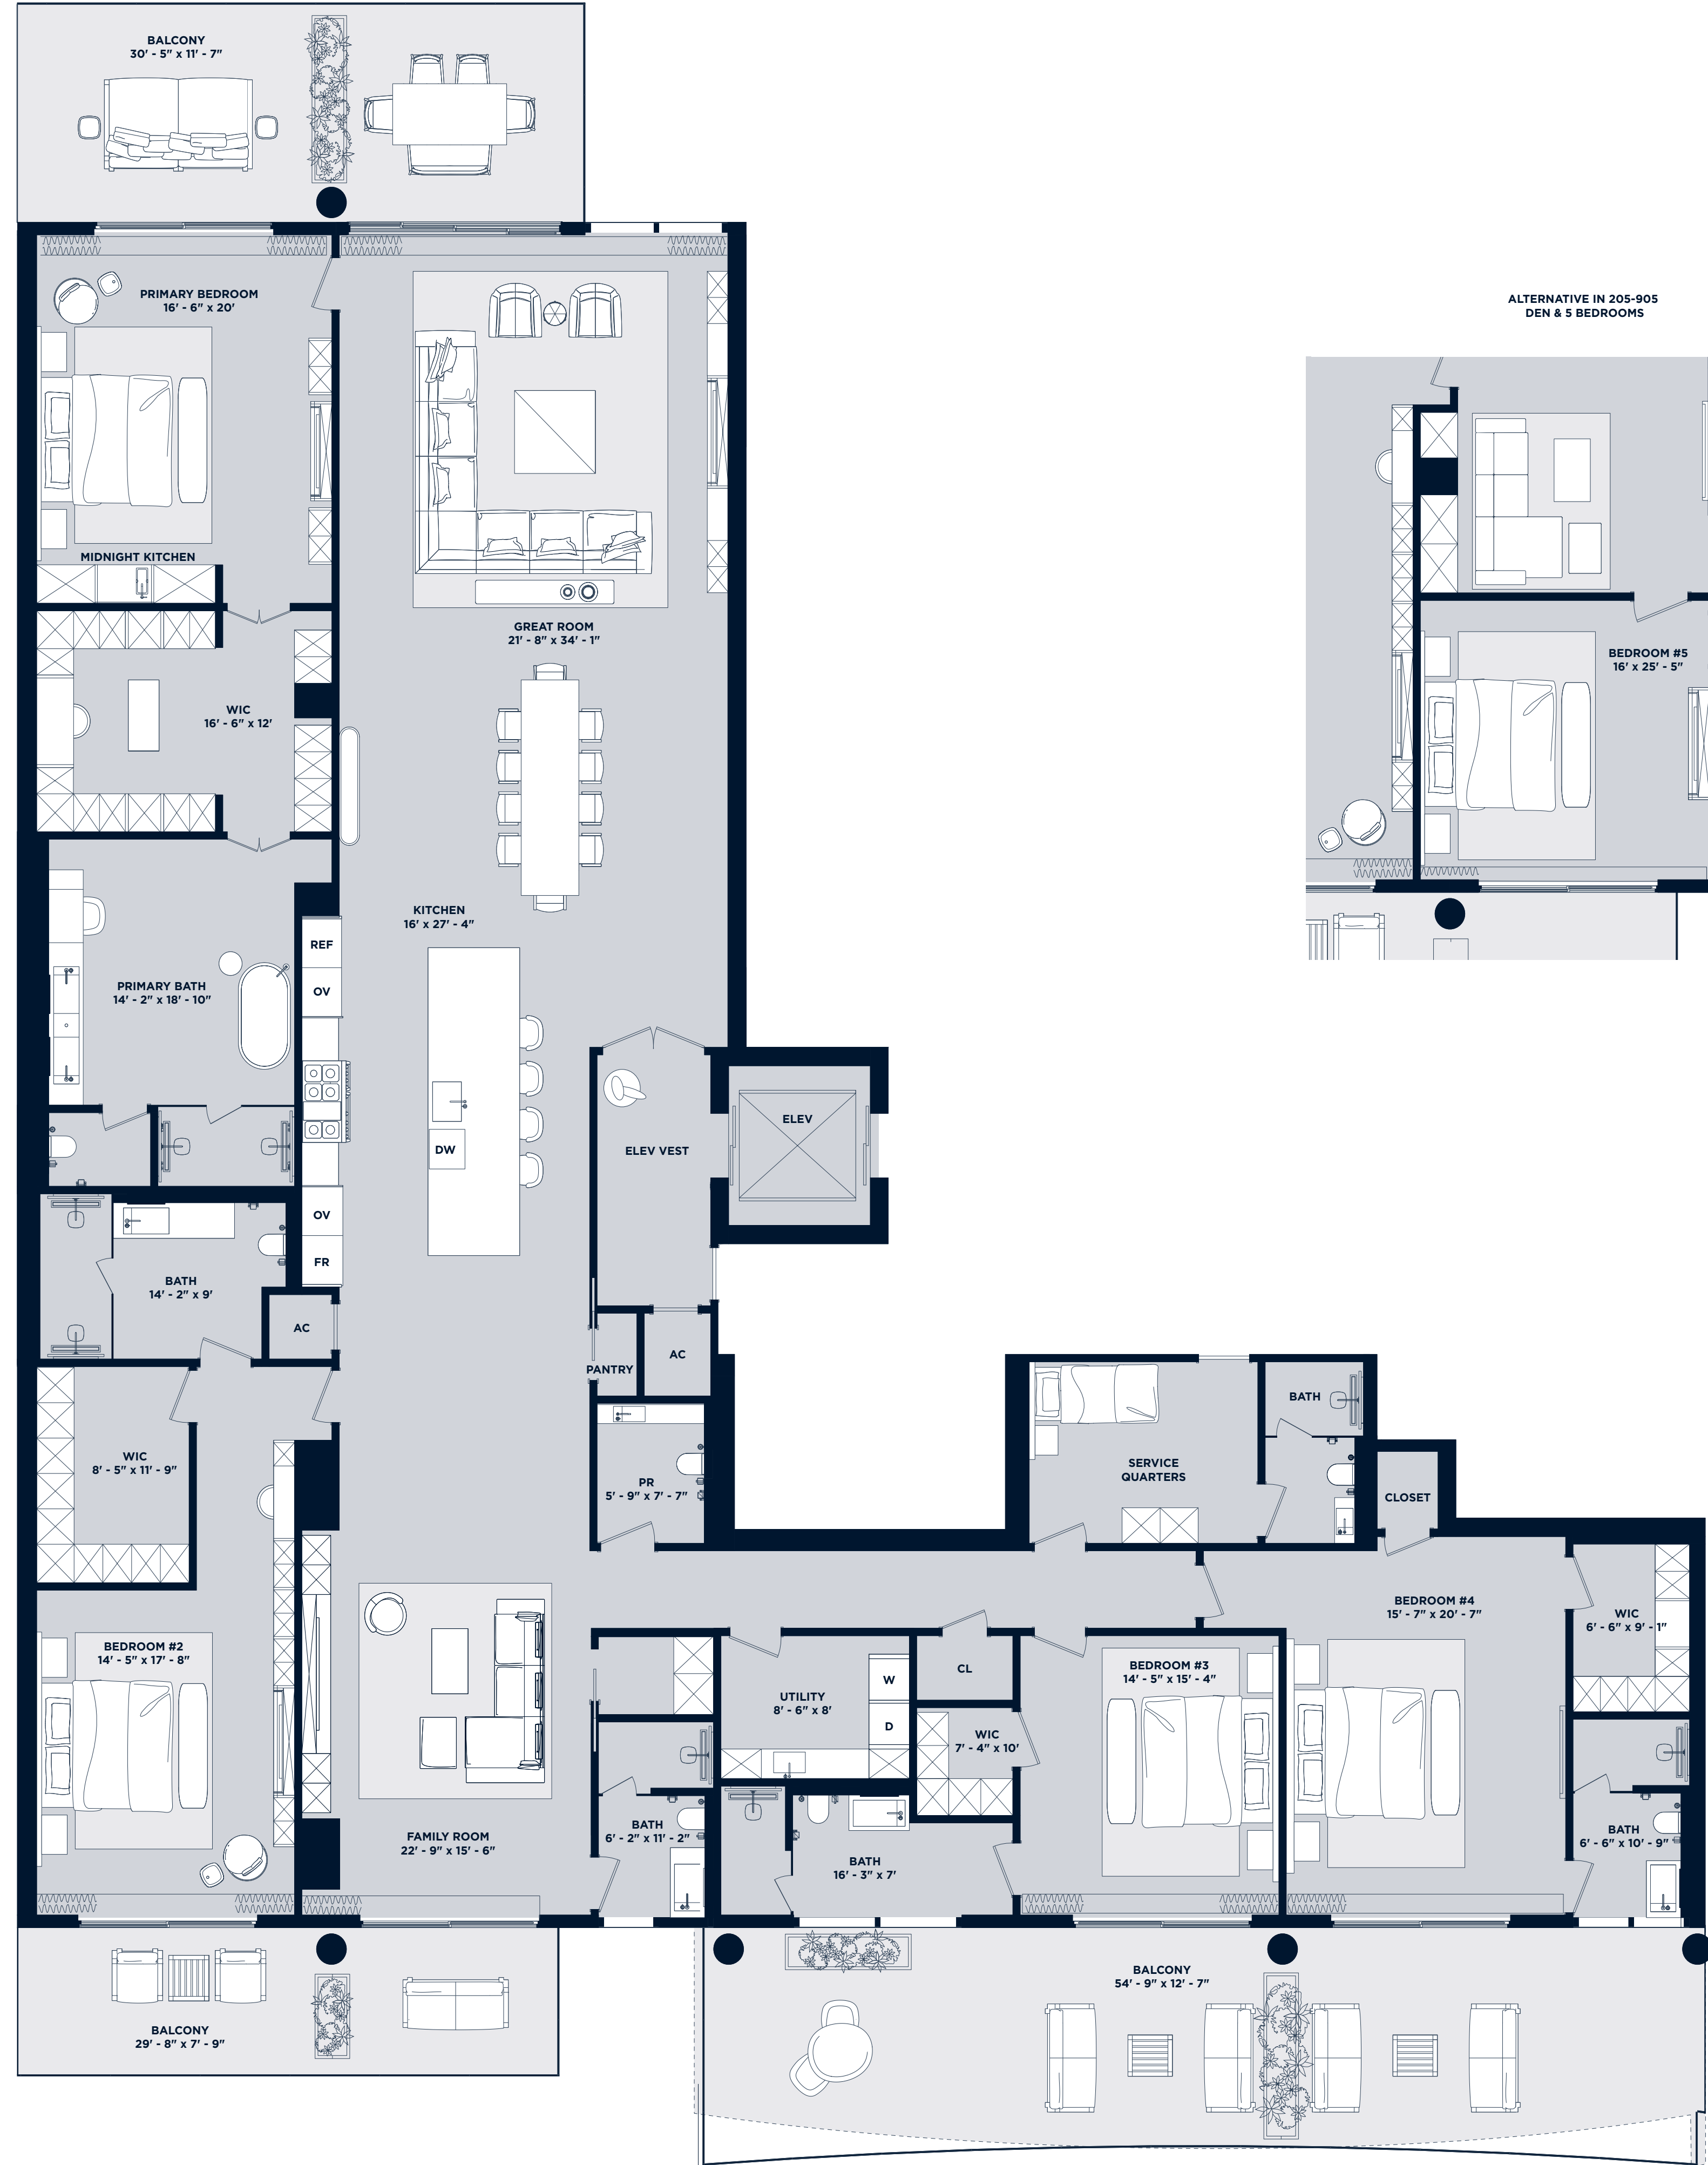 BALCONY
30' - 5" x 11' - 7"
PRIMARY BEDROOM
16' - 6" x 20'
ALTERNATIVE IN 205-905
DEN & 5 BEDROOMS
MIDNIGHT KITCHEN
GREAT ROOM
21' - 8" x 34' - 1"
BEDROOM #5
16' x 25' - 5"
WIC
16' - 6" x 12'
KITCHEN
16' x 27' - 4"
REF
OV
PRIMARY BATH
14' - 2" x 18' - 10"
DW
ELEV VEST
ELEV
OV
FR
BATH
14' - 2" x 9'
AC
PANTRY
AC
WIC
8' - 5" x 11' - 9"
PR
5' - 9" x 7' - 7"
SERVICE
QUARTERS
BATH
CLOSET
BEDROOM #2
14' - 5" x 17' - 8"
BEDROOM #4
15' - 7" x 20' - 7"
WIC
6' - 6" x 9' - 1"
UTILITY
8' - 6" x 8'
W
D
CL
WIC
7' - 4" x 10'
BEDROOM #3
14' - 5" x 15' - 4"
FAMILY ROOM
22' - 9" x 15' - 6"
BATH
6' - 2" x 11' - 2"
BATH
16' - 3" x 7'
BATH
6' - 6" x 10' - 9"
BALCONY
29' - 8" x 7' - 9"
BALCONY
54' - 9" x 12' - 7"